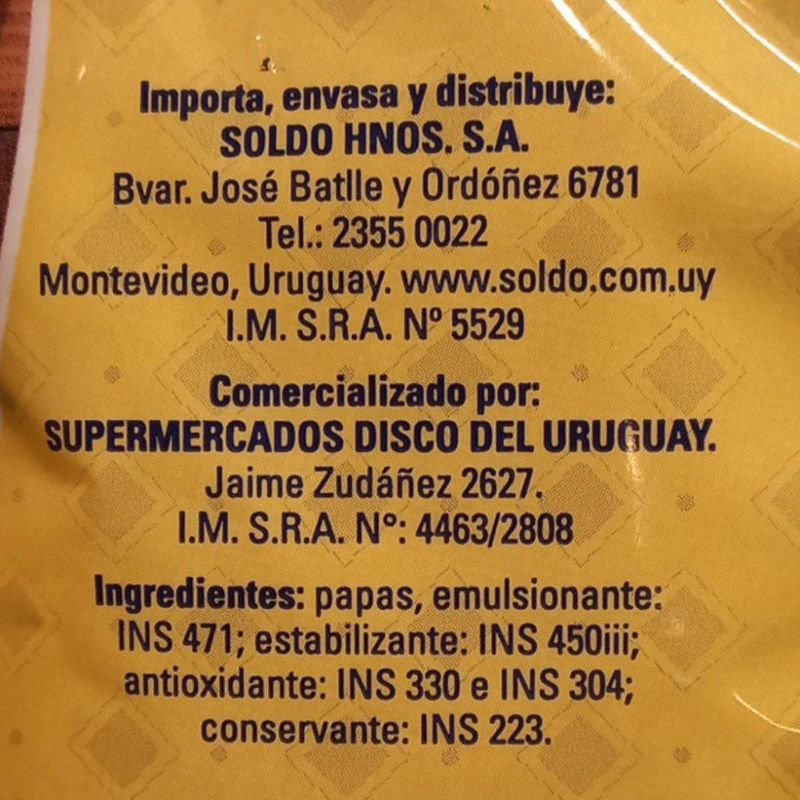 Importa, envasa y distribuye:
SOLDO HNOS. S.A.
Bvar. José Batlle y Ordóñez 6781
Tel.: 2355 0022
Montevideo, Uruguay. www.soldo.com.uy
I.M. S.R.A. Nº 5529
Comercializado por:
SUPERMERCADOS DISCO DEL URUGUAY.
Jaime Zudáñez 2627.
I.M. S.R.A. N°: 4463/2808
Ingredientes: papas, emulsionante:
INS 471; estabilizante: INS 450iii;
antioxidante: INS 330 e INS 304;
conservante: INS 223.